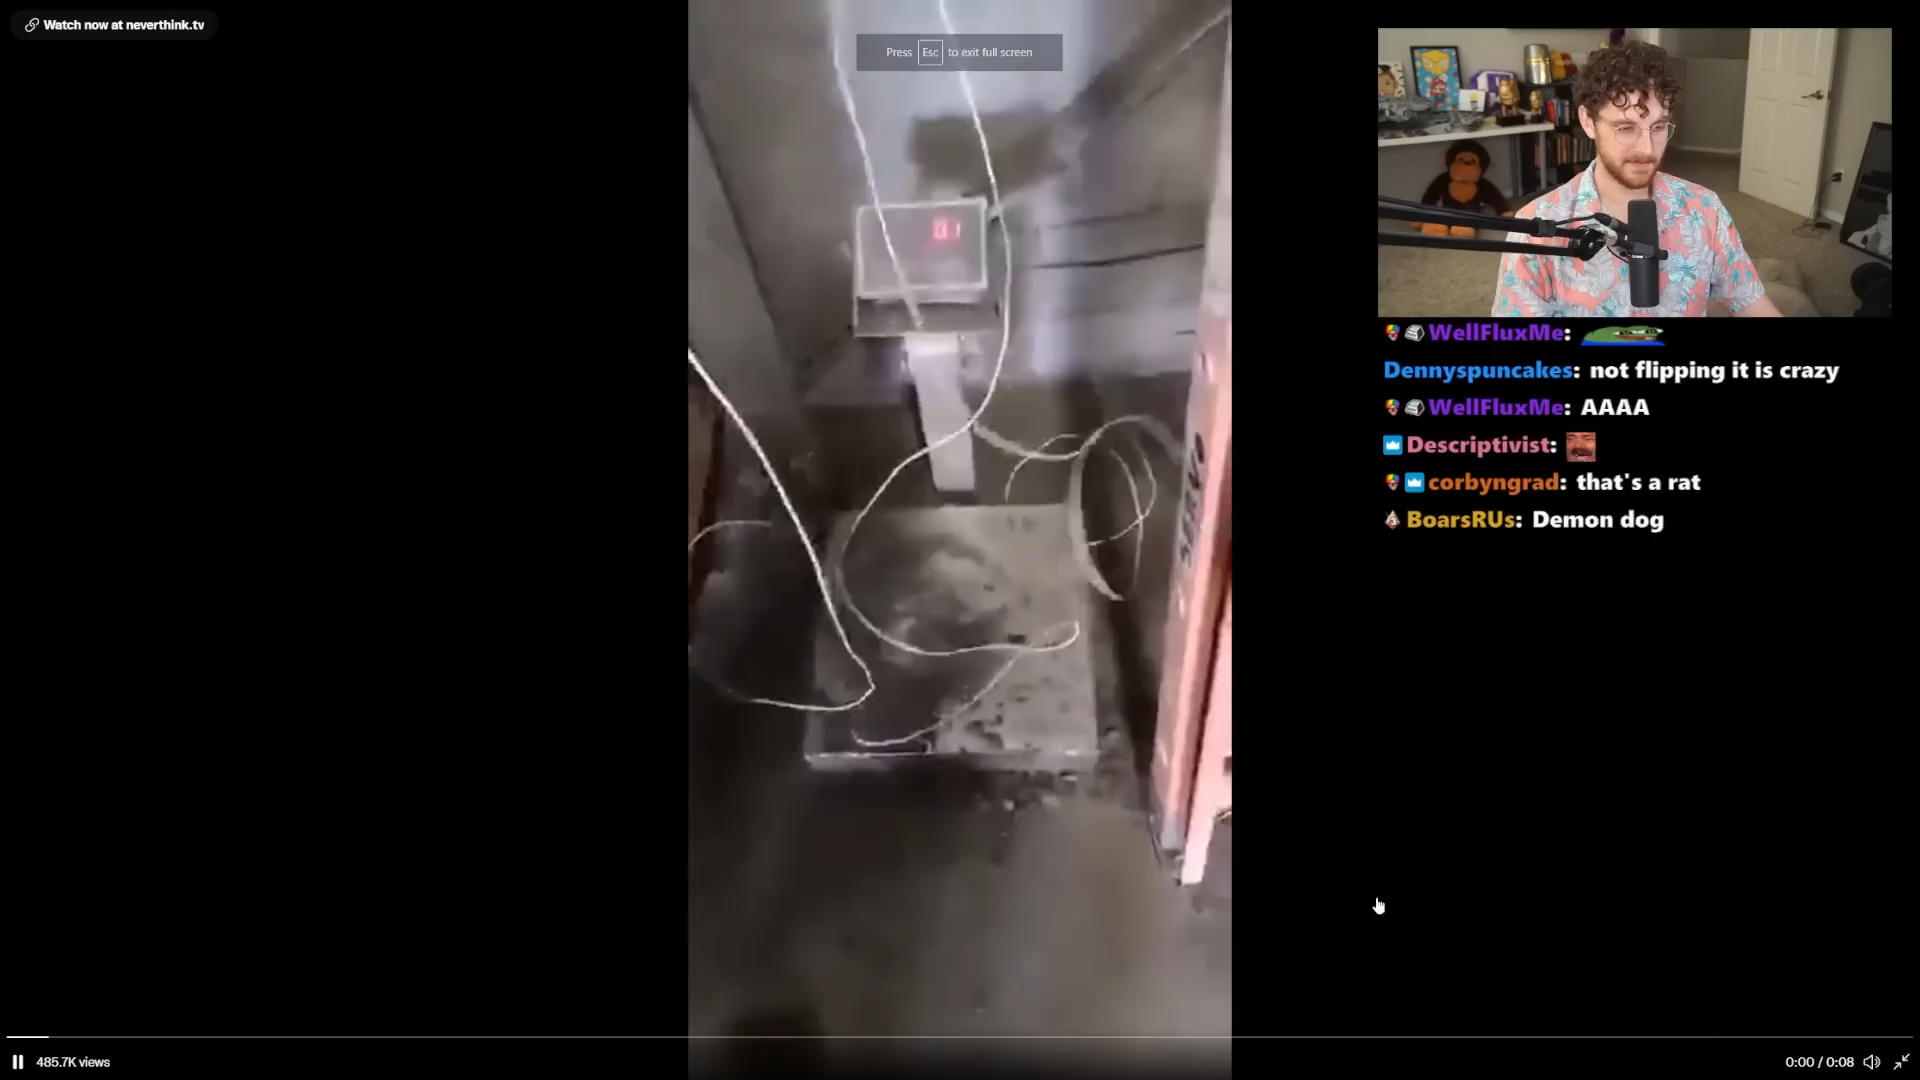 Watch now at neverthink.tv
Press Esc to exit full screen
WellFluxMe:
Dennyspuncakes: not flipping it is crazy
WellFluxMe: AAAA
Descriptivist:
corbyngrad: that's a rat
BoarsRUs: Demon dog
485.7K views
0:00 / 0:08